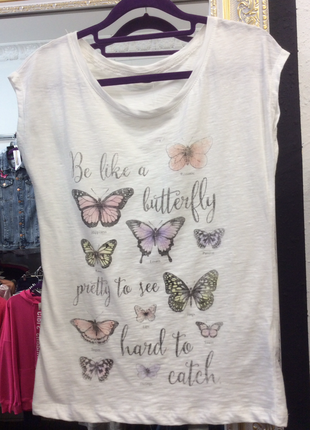 Be like a
butterfly
pretty to see
hard to
catch